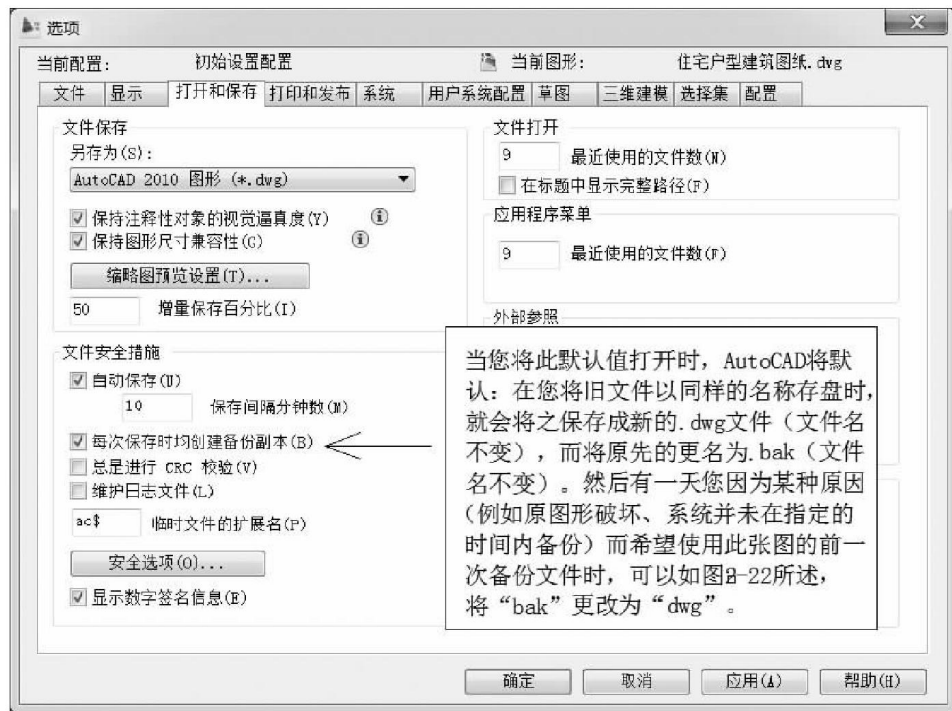 选项
当前配置: 初始设置配置 当前图形: 住宅户型建筑图纸.dwg
文件 显示 打开和保存 打印和发布 系统 用户系统配置 草图 三维建模 选择集 配置
文件保存
另存为(S):
AutoCAD 2010 图形 (*.dwg)
保持注释性对象的视觉逼真度(Y)
保持图形尺寸兼容性(G)
缩略图预览设置(T)...
50 增量保存百分比(I)
文件安全措施
自动保存(U)
10 保存间隔分钟数(M)
每次保存时均创建备份副本(B)
总是进行 CRC 校验(V)
维护日志文件(L)
ac$ 临时文件的扩展名(P)
安全选项(O)...
显示数字签名信息(E)
文件打开
9 最近使用的文件数(N)
在标题中显示完整路径(F)
应用程序菜单
9 最近使用的文件数(F)
外部参照
当您将此默认值打开时，AutoCAD将默
认：在您将旧文件以同样的名称存盘时，
就会将之保存成新的.dwg文件（文件名
不变），而将原先的更名为.bak（文件
名不变）。然后有一天您因为某种原因
（例如原图形破坏、系统并未在指定的
时间内备份）而希望使用此张图的前一
次备份文件时，可以如图2-22所述，
将“bak”更改为“dwg”。
确定 取消 应用(A) 帮助(H)